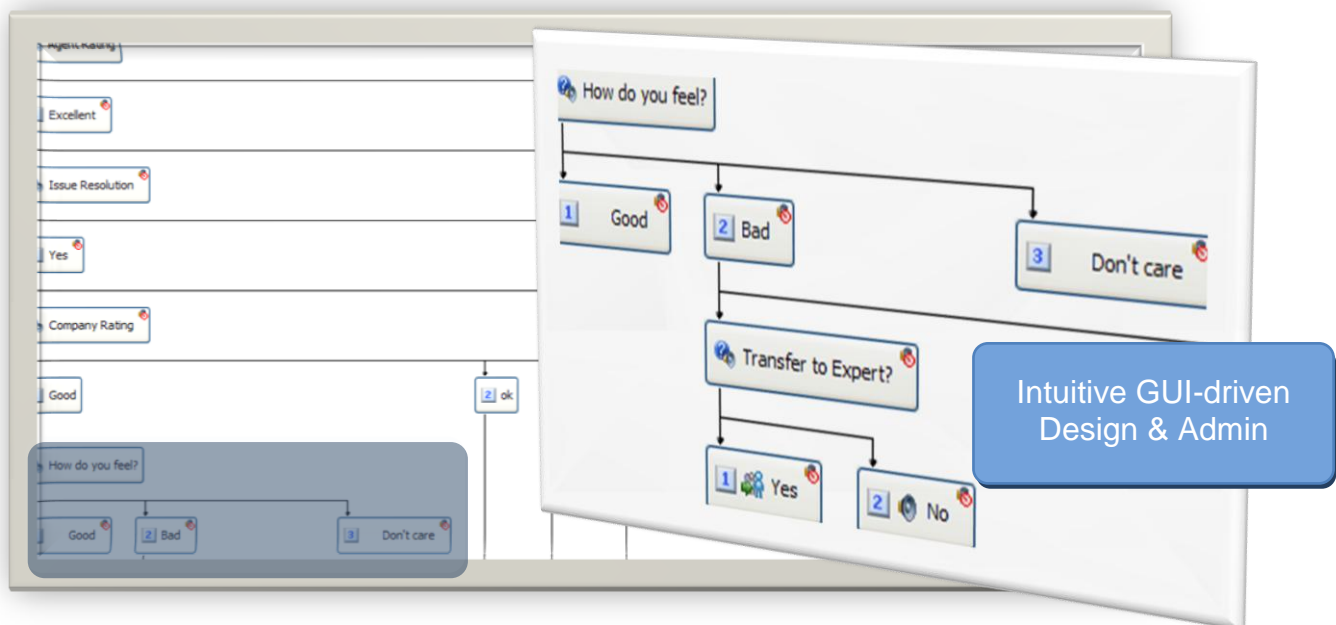 Agent Rating
Excellent
Issue Resolution
Yes
Company Rating
Good
2 ok
How do you feel?
Good
2 Bad
3 Don't care
How do you feel?
1 Good
2 Bad
3 Don't care
Transfer to Expert?
1 Yes
2 No
Intuitive GUI-driven
Design & Admin